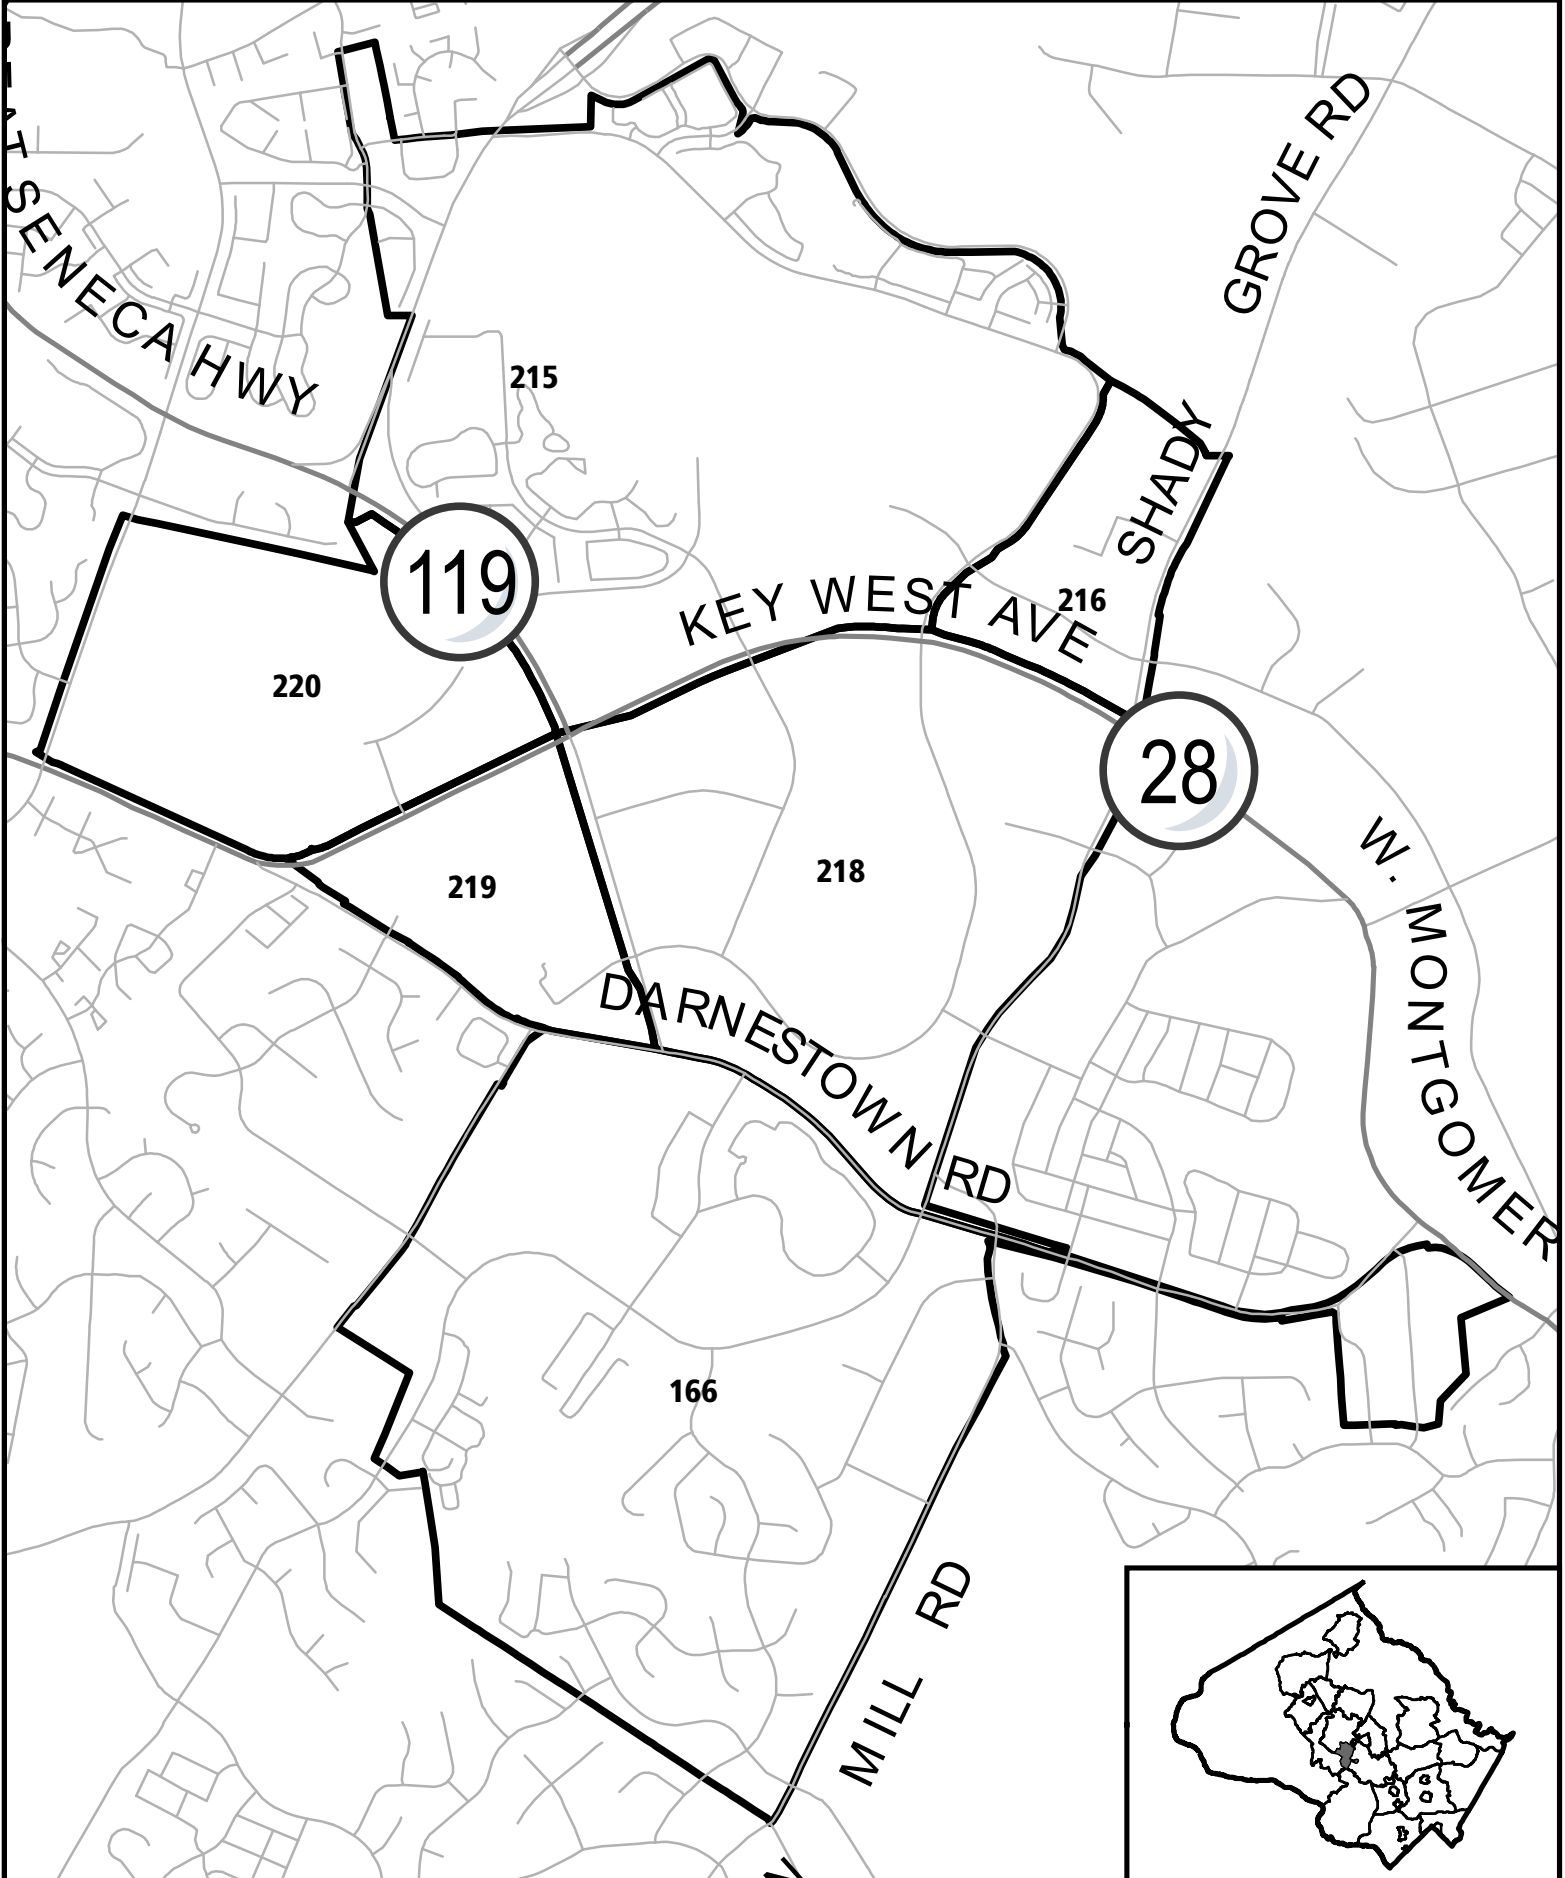 SENECA HWY
GROVE RD
SHADY
215
119
KEY WEST AVE
216
220
28
219
218
W. MONTGOMER
DARNESTOWN RD
166
MILL RD